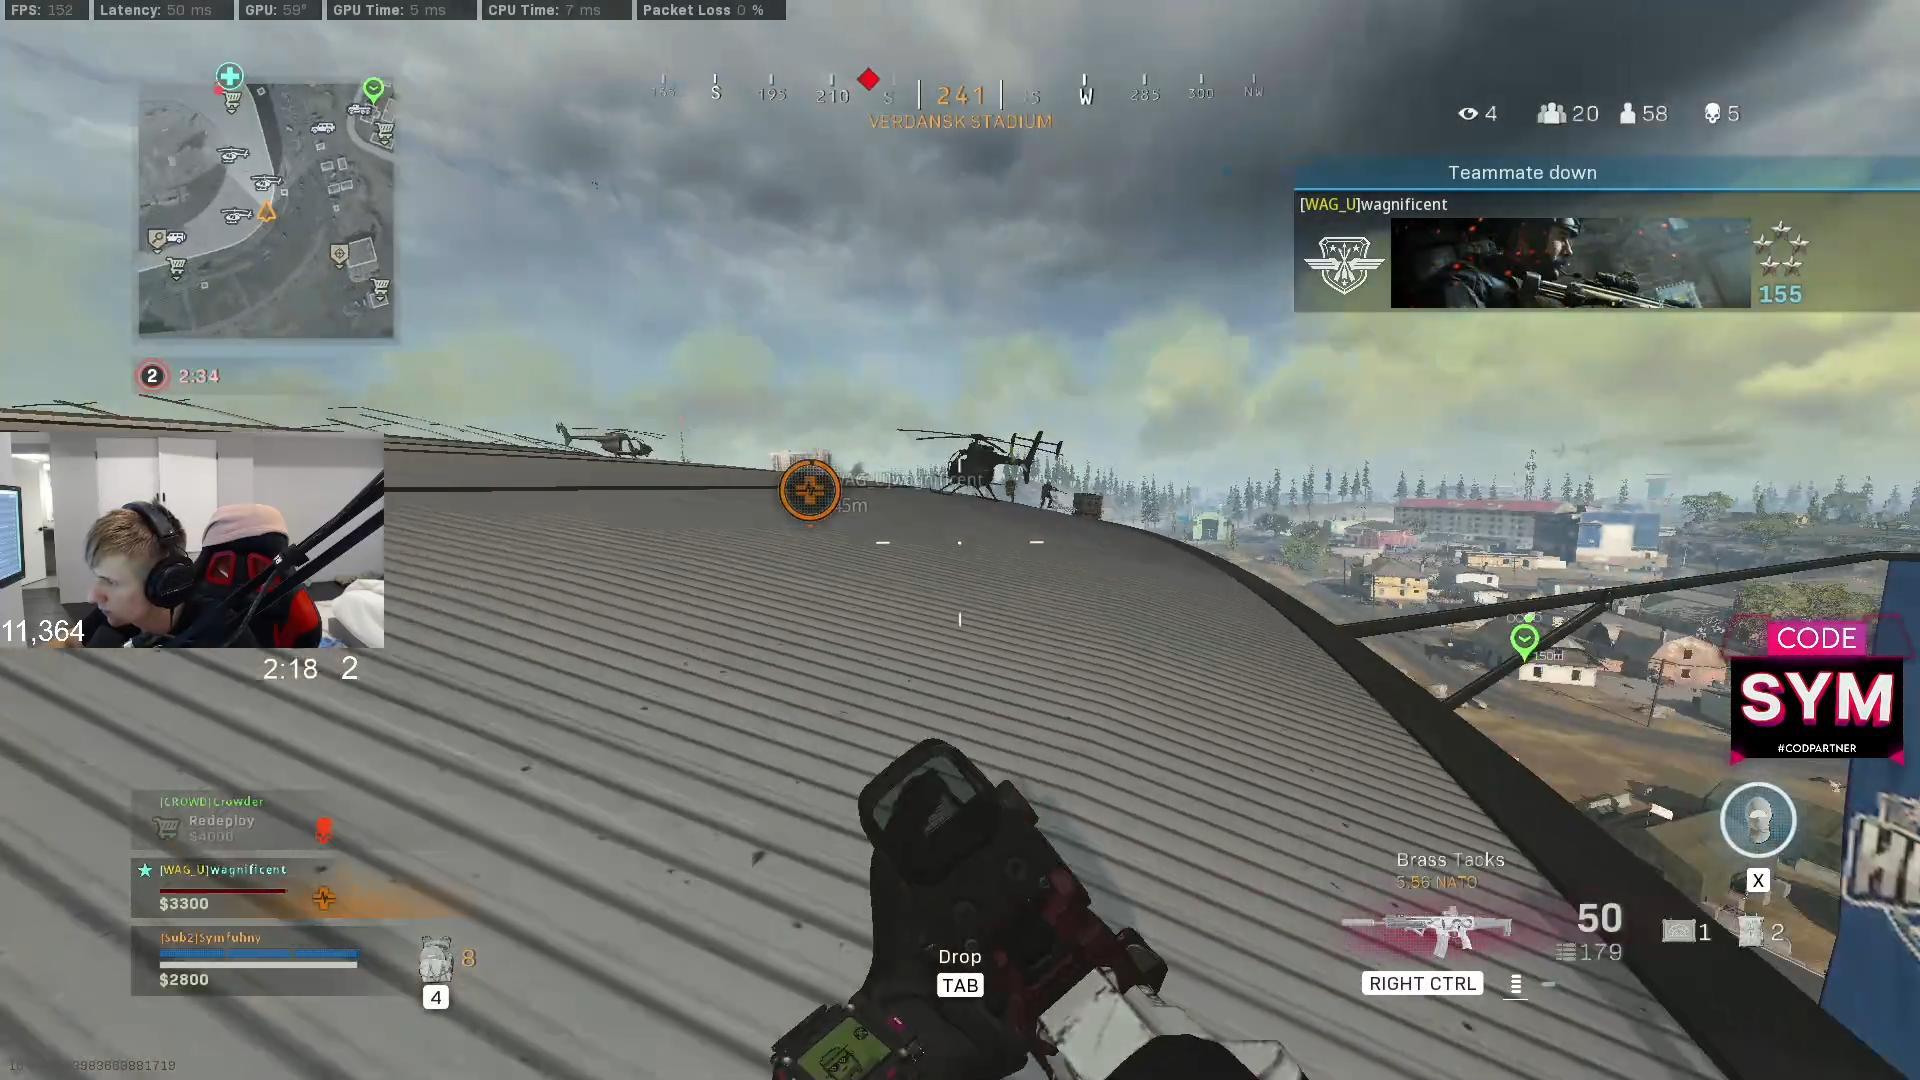 FPS: 152 Latency: 50 ms GPU: 59° GPU Time: 5 ms CPU Time: 7 ms Packet Loss 0 %
S 195 210 S 241 W 285 300 NW
VERDANSK STADIUM
4 20 58 5
Teammate down
[WAG_U]wagnificent
155
2 2:34
5m
150m
11,364
2:18 2
CODE
SYM
#CODPARTNER
[CROWD]Crowder
Redeploy
$4000
[WAG_U]wagnificent
$3300
[Sub2]Symfuhny
$2800
8
4
Drop
TAB
Brass Tacks
5.56 NATO
50
179
RIGHT CTRL
1
2
X